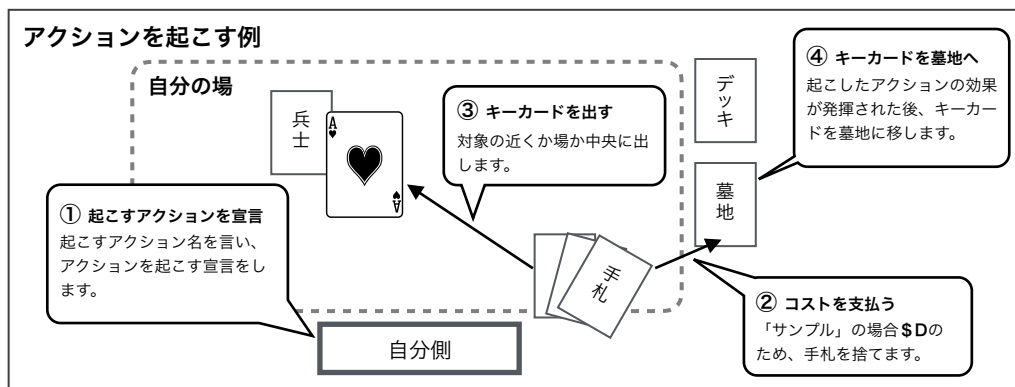 アクションを起こす例
自分の場
兵士
A
A
デッキ
墓地
手札
自分側
① 起こすアクションを宣言
起こすアクション名を言い、
アクションを起こす宣言をし
ます。
② コストを支払う
「サンプル」の場合$Dの
ため、手札を捨てます。
③ キーカードを出す
対象の近くか場か中央に出
します。
④ キーカードを墓地へ
起こしたアクションの効果
が発揮された後、キーカー
ドを墓地に移します。